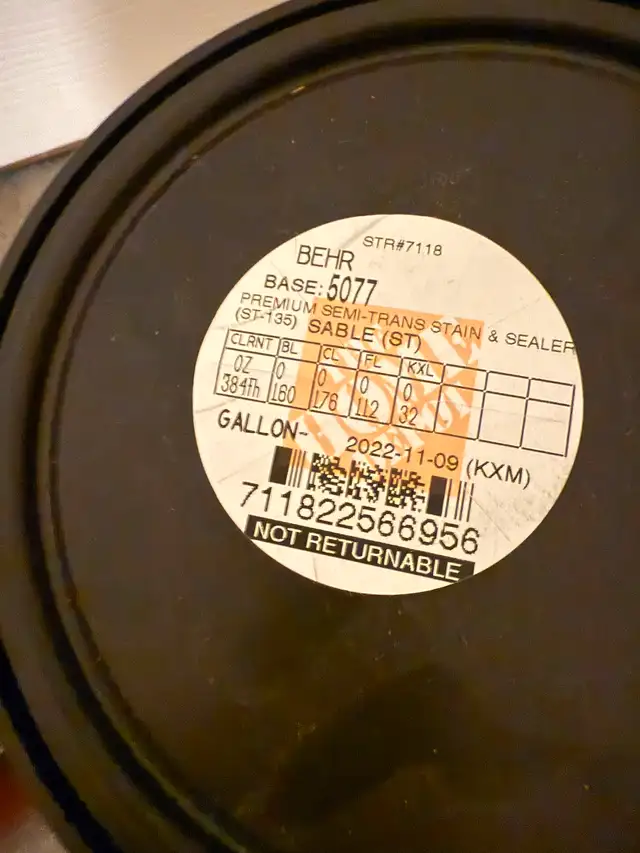 STR#7118
BEHR
BASE: 5077
PREMIUM SEMI-TRANS STAIN & SEALER
(ST-135) SABLE (ST)
CLRNT BL CL FL KXL
OZ 0 0 0 0
384Th 160 176 112 32
GALLON- 2022-11-09 (KXM)
711822566956
NOT RETURNABLE